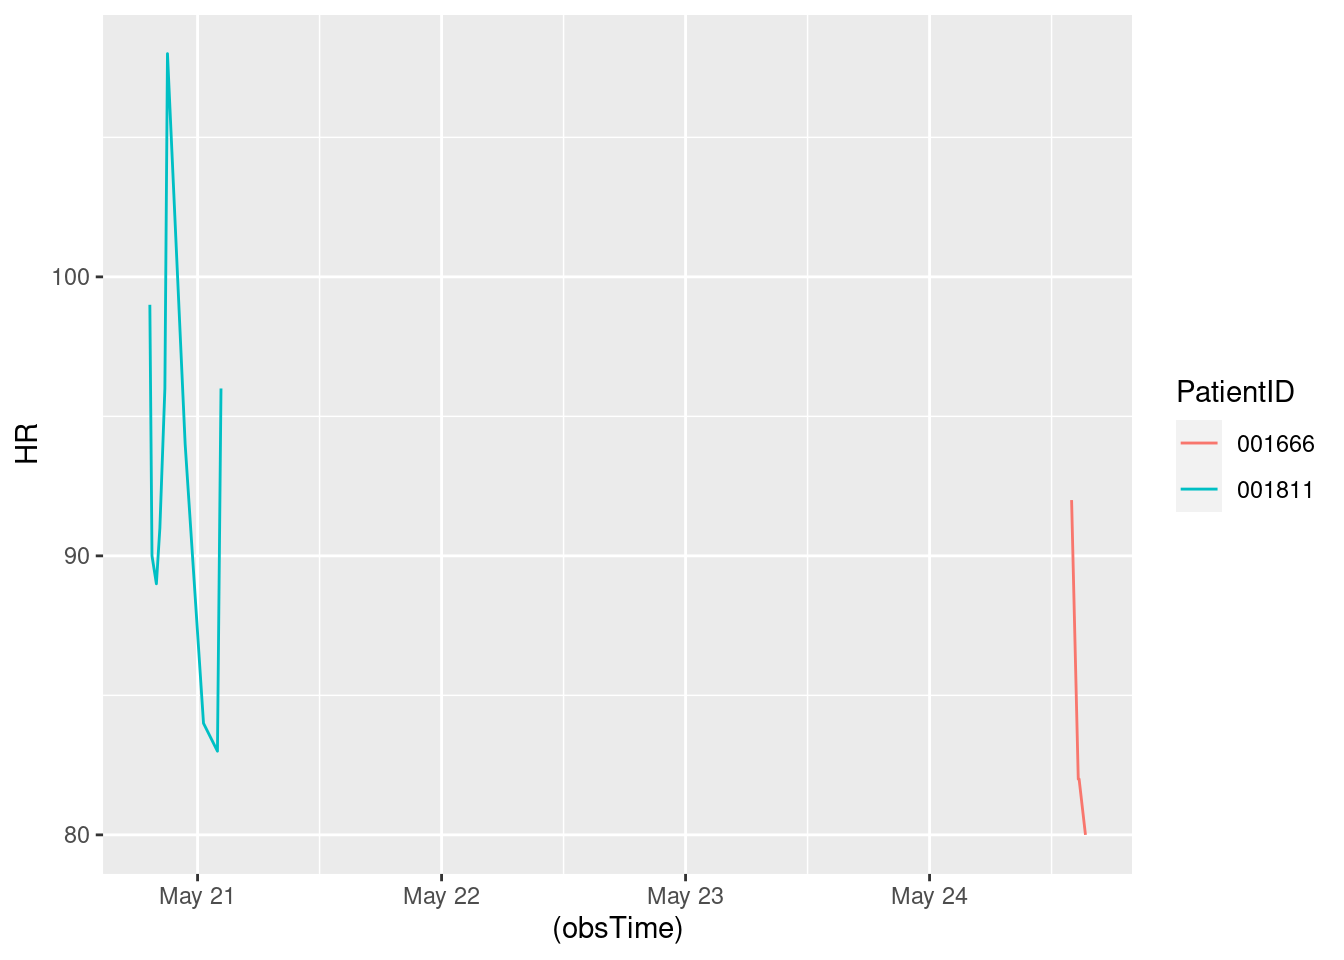 HR
100
90
80
May 21
May 22
May 23
May 24
(obsTime)
PatientID
001666
001811